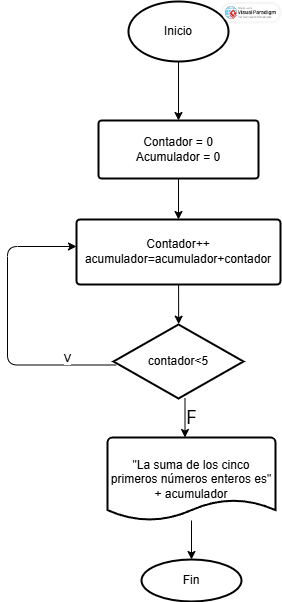 Visual Paradigm
Inicio
Contador = 0
Acumulador = 0
Contador++
acumulador=acumulador+contador
contador<5
V
F
"La suma de los cinco
primeros números enteros es"
+ acumulador
Fin